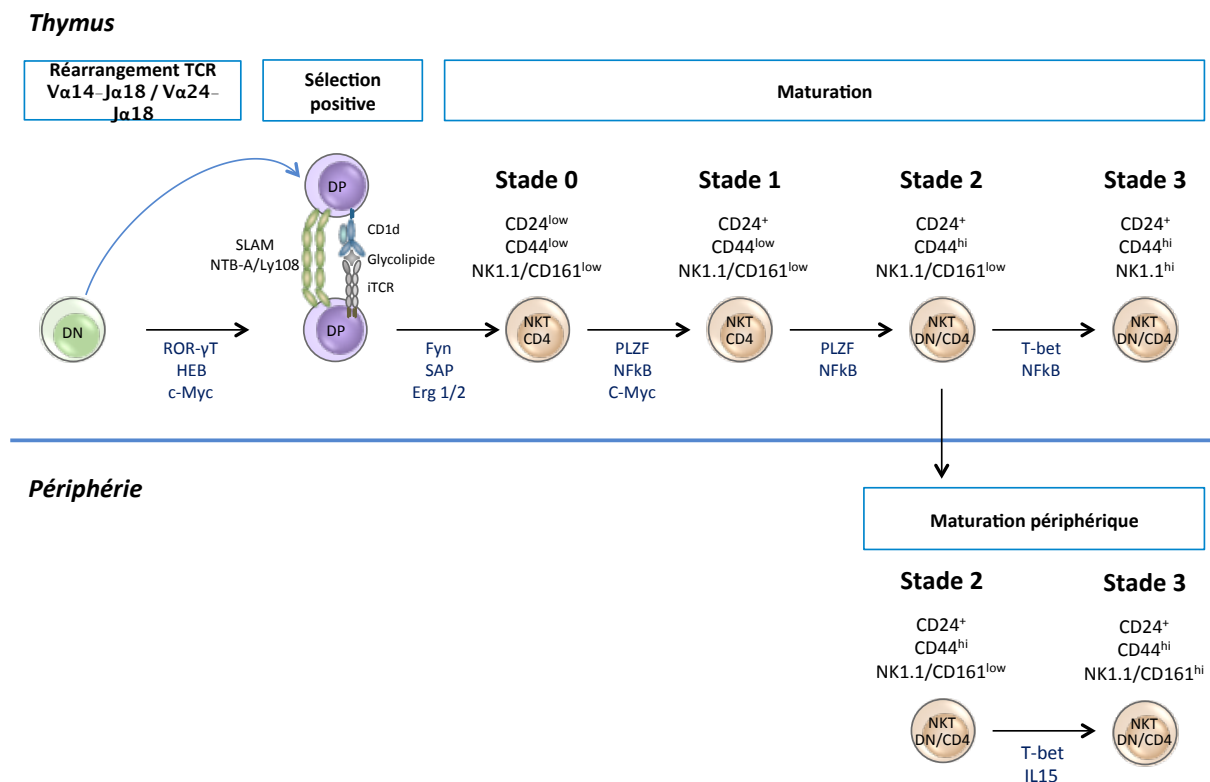 Thymus
Réarrangement TCR
Vα14–Jα18 / Vα24–
Jα18
Sélection
positive
Maturation
DP
SLAM
NTB-A/Ly108
CD1d
Glycolipide
iTCR
DP
DN
ROR-γT
HEB
c-Myc
Fyn
SAP
Erg 1/2
Stade 0
CD24low
CD44low
NK1.1/CD161low
NKT
CD4
PLZF
NFkB
C-Myc
Stade 1
CD24+
CD44low
NK1.1/CD161low
NKT
CD4
PLZF
NFkB
Stade 2
CD24+
CD44hi
NK1.1/CD161low
NKT
DN/CD4
T-bet
NFkB
Stade 3
CD24+
CD44hi
NK1.1hi
NKT
DN/CD4
Périphérie
Maturation périphérique
Stade 2
CD24+
CD44hi
NK1.1/CD161low
NKT
DN/CD4
T-bet
IL15
Stade 3
CD24+
CD44hi
NK1.1/CD161hi
NKT
DN/CD4